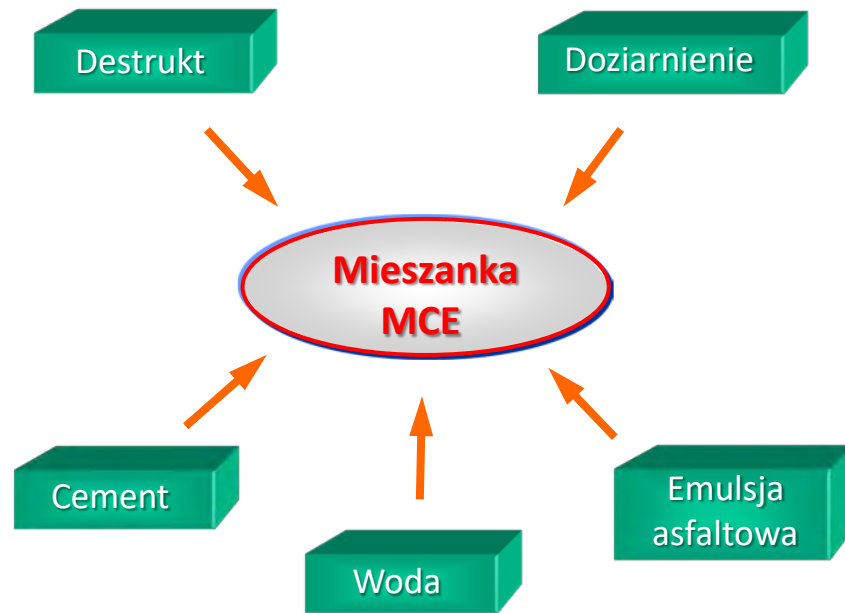 Destrukt
Doziarnienie
Mieszanka
MCE
Cement
Emulsja
asfaltowa
Woda